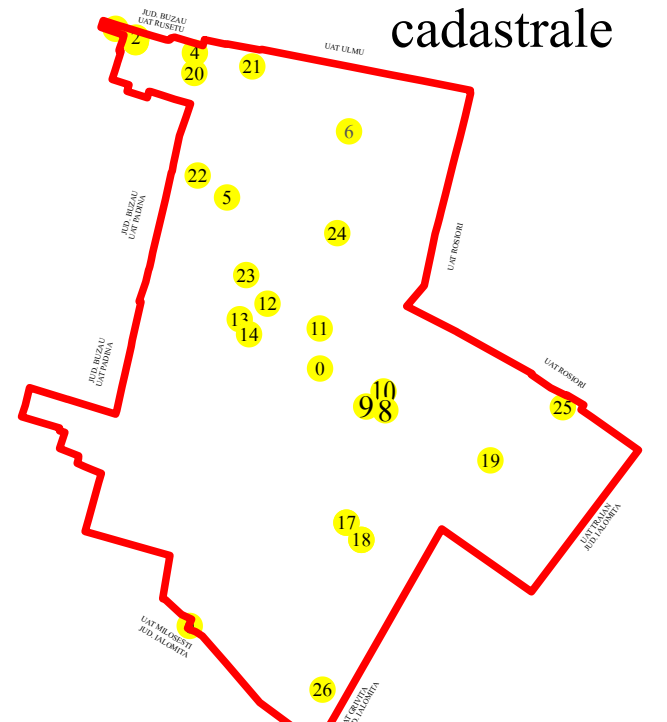 cadastrale
JUD. BUZAU
UAT RUSETU
UAT ULMU
2
4
20
21
6
22
5
JUD. BUZAU
UAT PADINA
24
UAT ROSIORI
23
12
13
14
11
JUD. BUZAU
UAT PADINA
0
UAT ROSIORI
10
9
8
25
19
17
18
UAT TRAIAN
JUD. IALOMITA
UAT MILOSESTI
JUD. IALOMITA
26
GRIVITA
IALOMITA